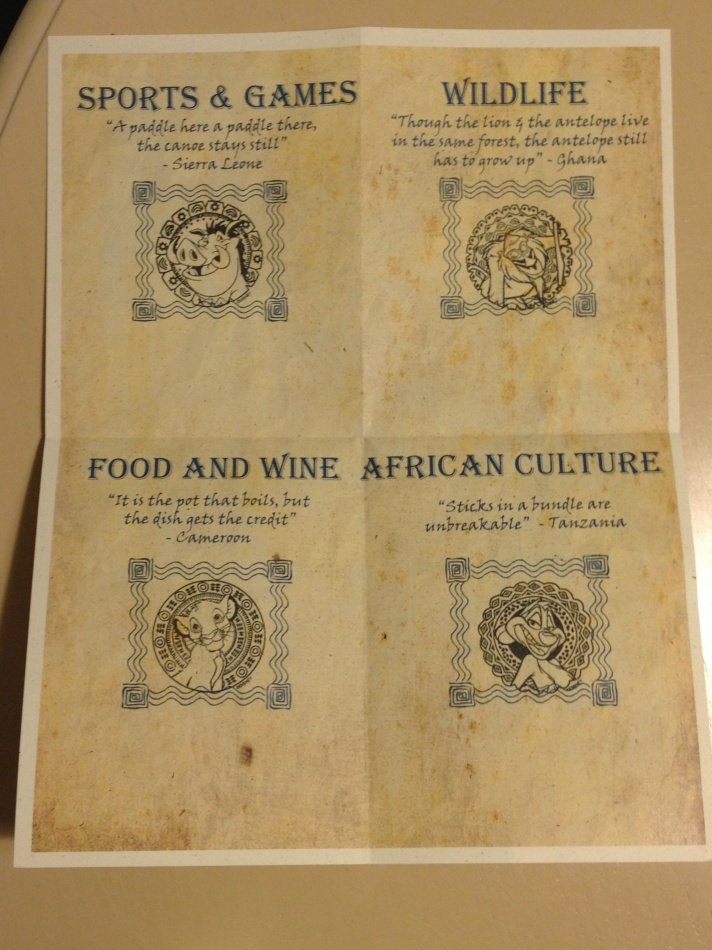 SPORTS & GAMES
"A paddle here a paddle there,
the canoe stays still"
- Sierra Leone
WILDLIFE
"Though the lion & the antelope live
in the same forest, the antelope still
has to grow up" - Ghana
FOOD AND WINE
"It is the pot that boils, but
the dish gets the credit"
- Cameroon
AFRICAN CULTURE
"Sticks in a bundle are
unbreakable" - Tanzania